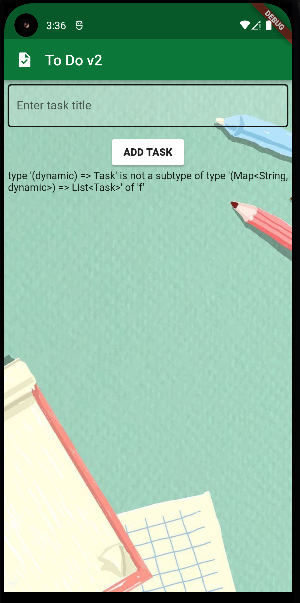 3:36
DEBUG
To Do v2
Enter task title
ADD TASK
type '(dynamic) => Task' is not a subtype of type '(Map<String,
dynamic>) => List<Task>' of 'f'